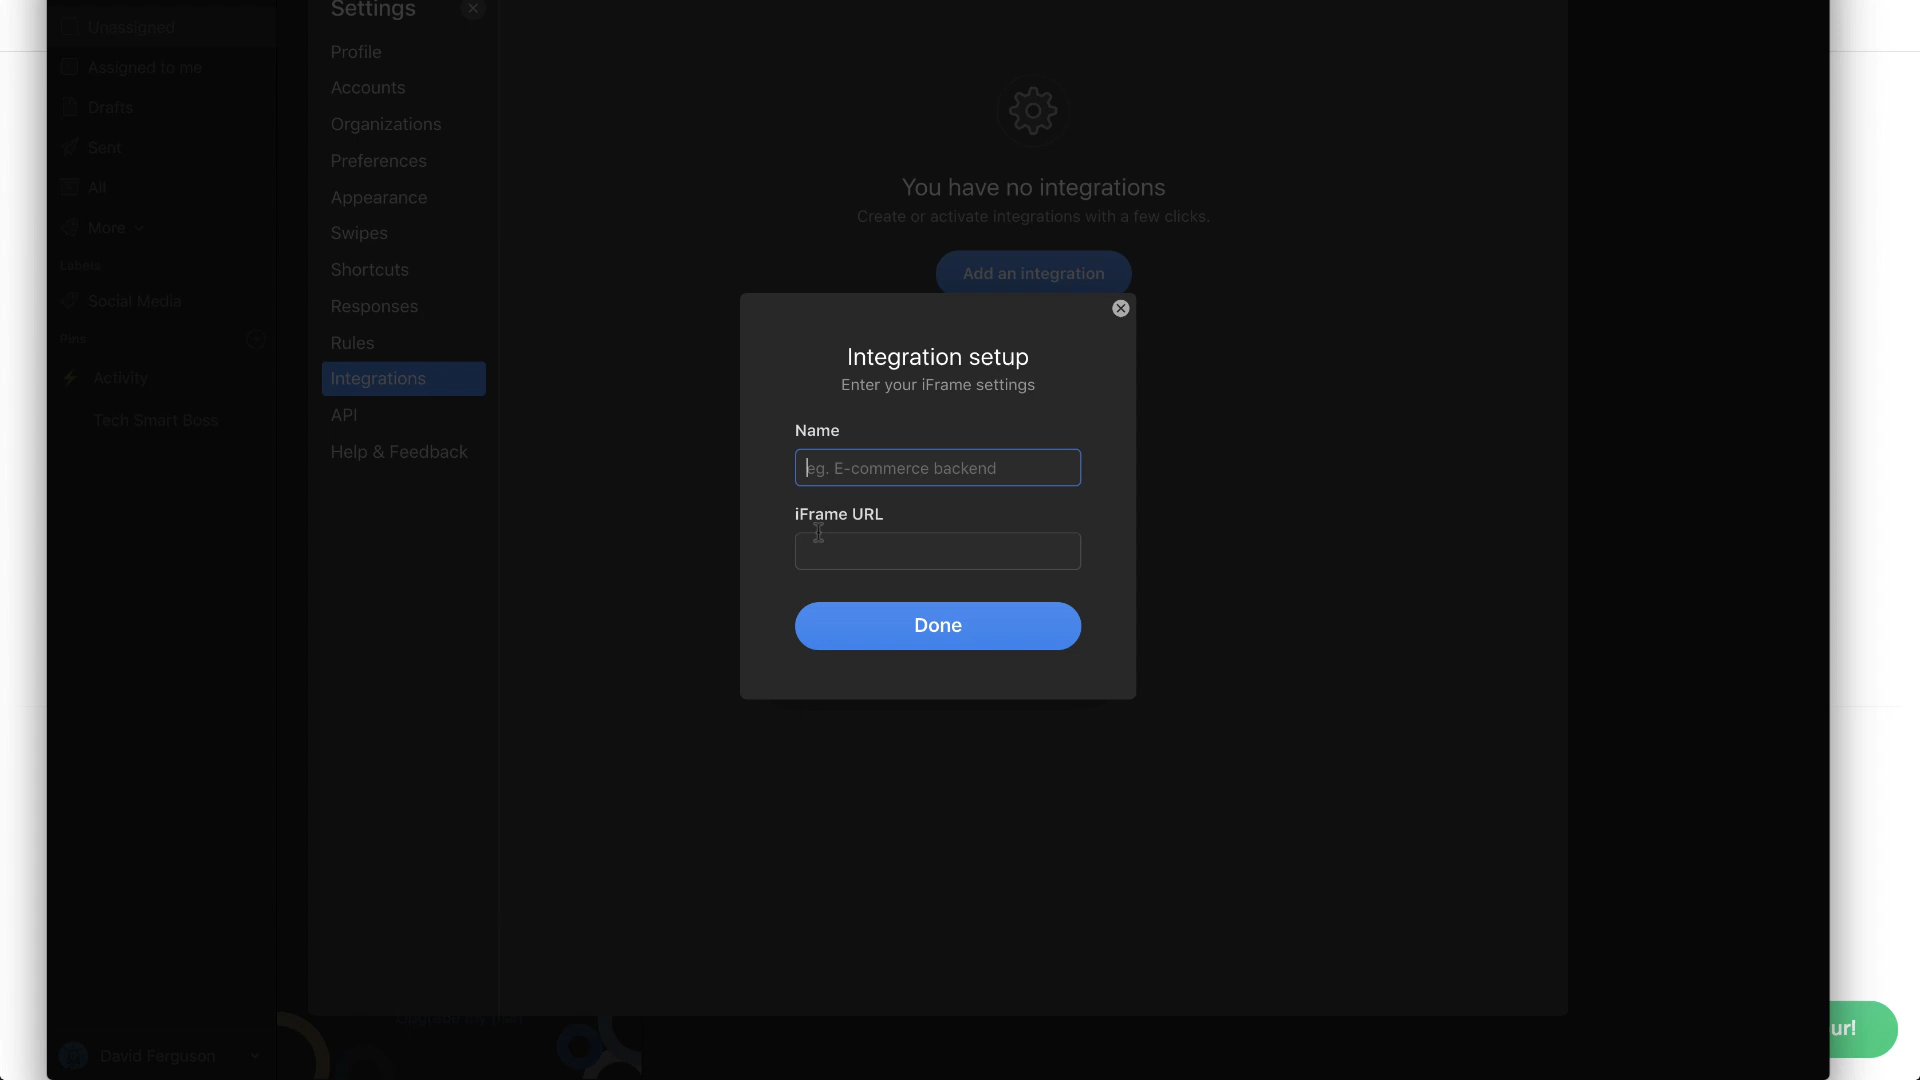 Unassigned
Assigned to me
Drafts
Sent
All
More
Labels
Social Media
Pins
Activity
Tech Smart Boss
David Ferguson
Settings
Profile
Accounts
Organizations
Preferences
Appearance
Swipes
Shortcuts
Responses
Rules
Integrations
API
Help & Feedback
You have no integrations
Create or activate integrations with a few clicks.
Add an integration
Integration setup
Enter your iFrame settings
Name
eg. E-commerce backend
iFrame URL
Done
ur!